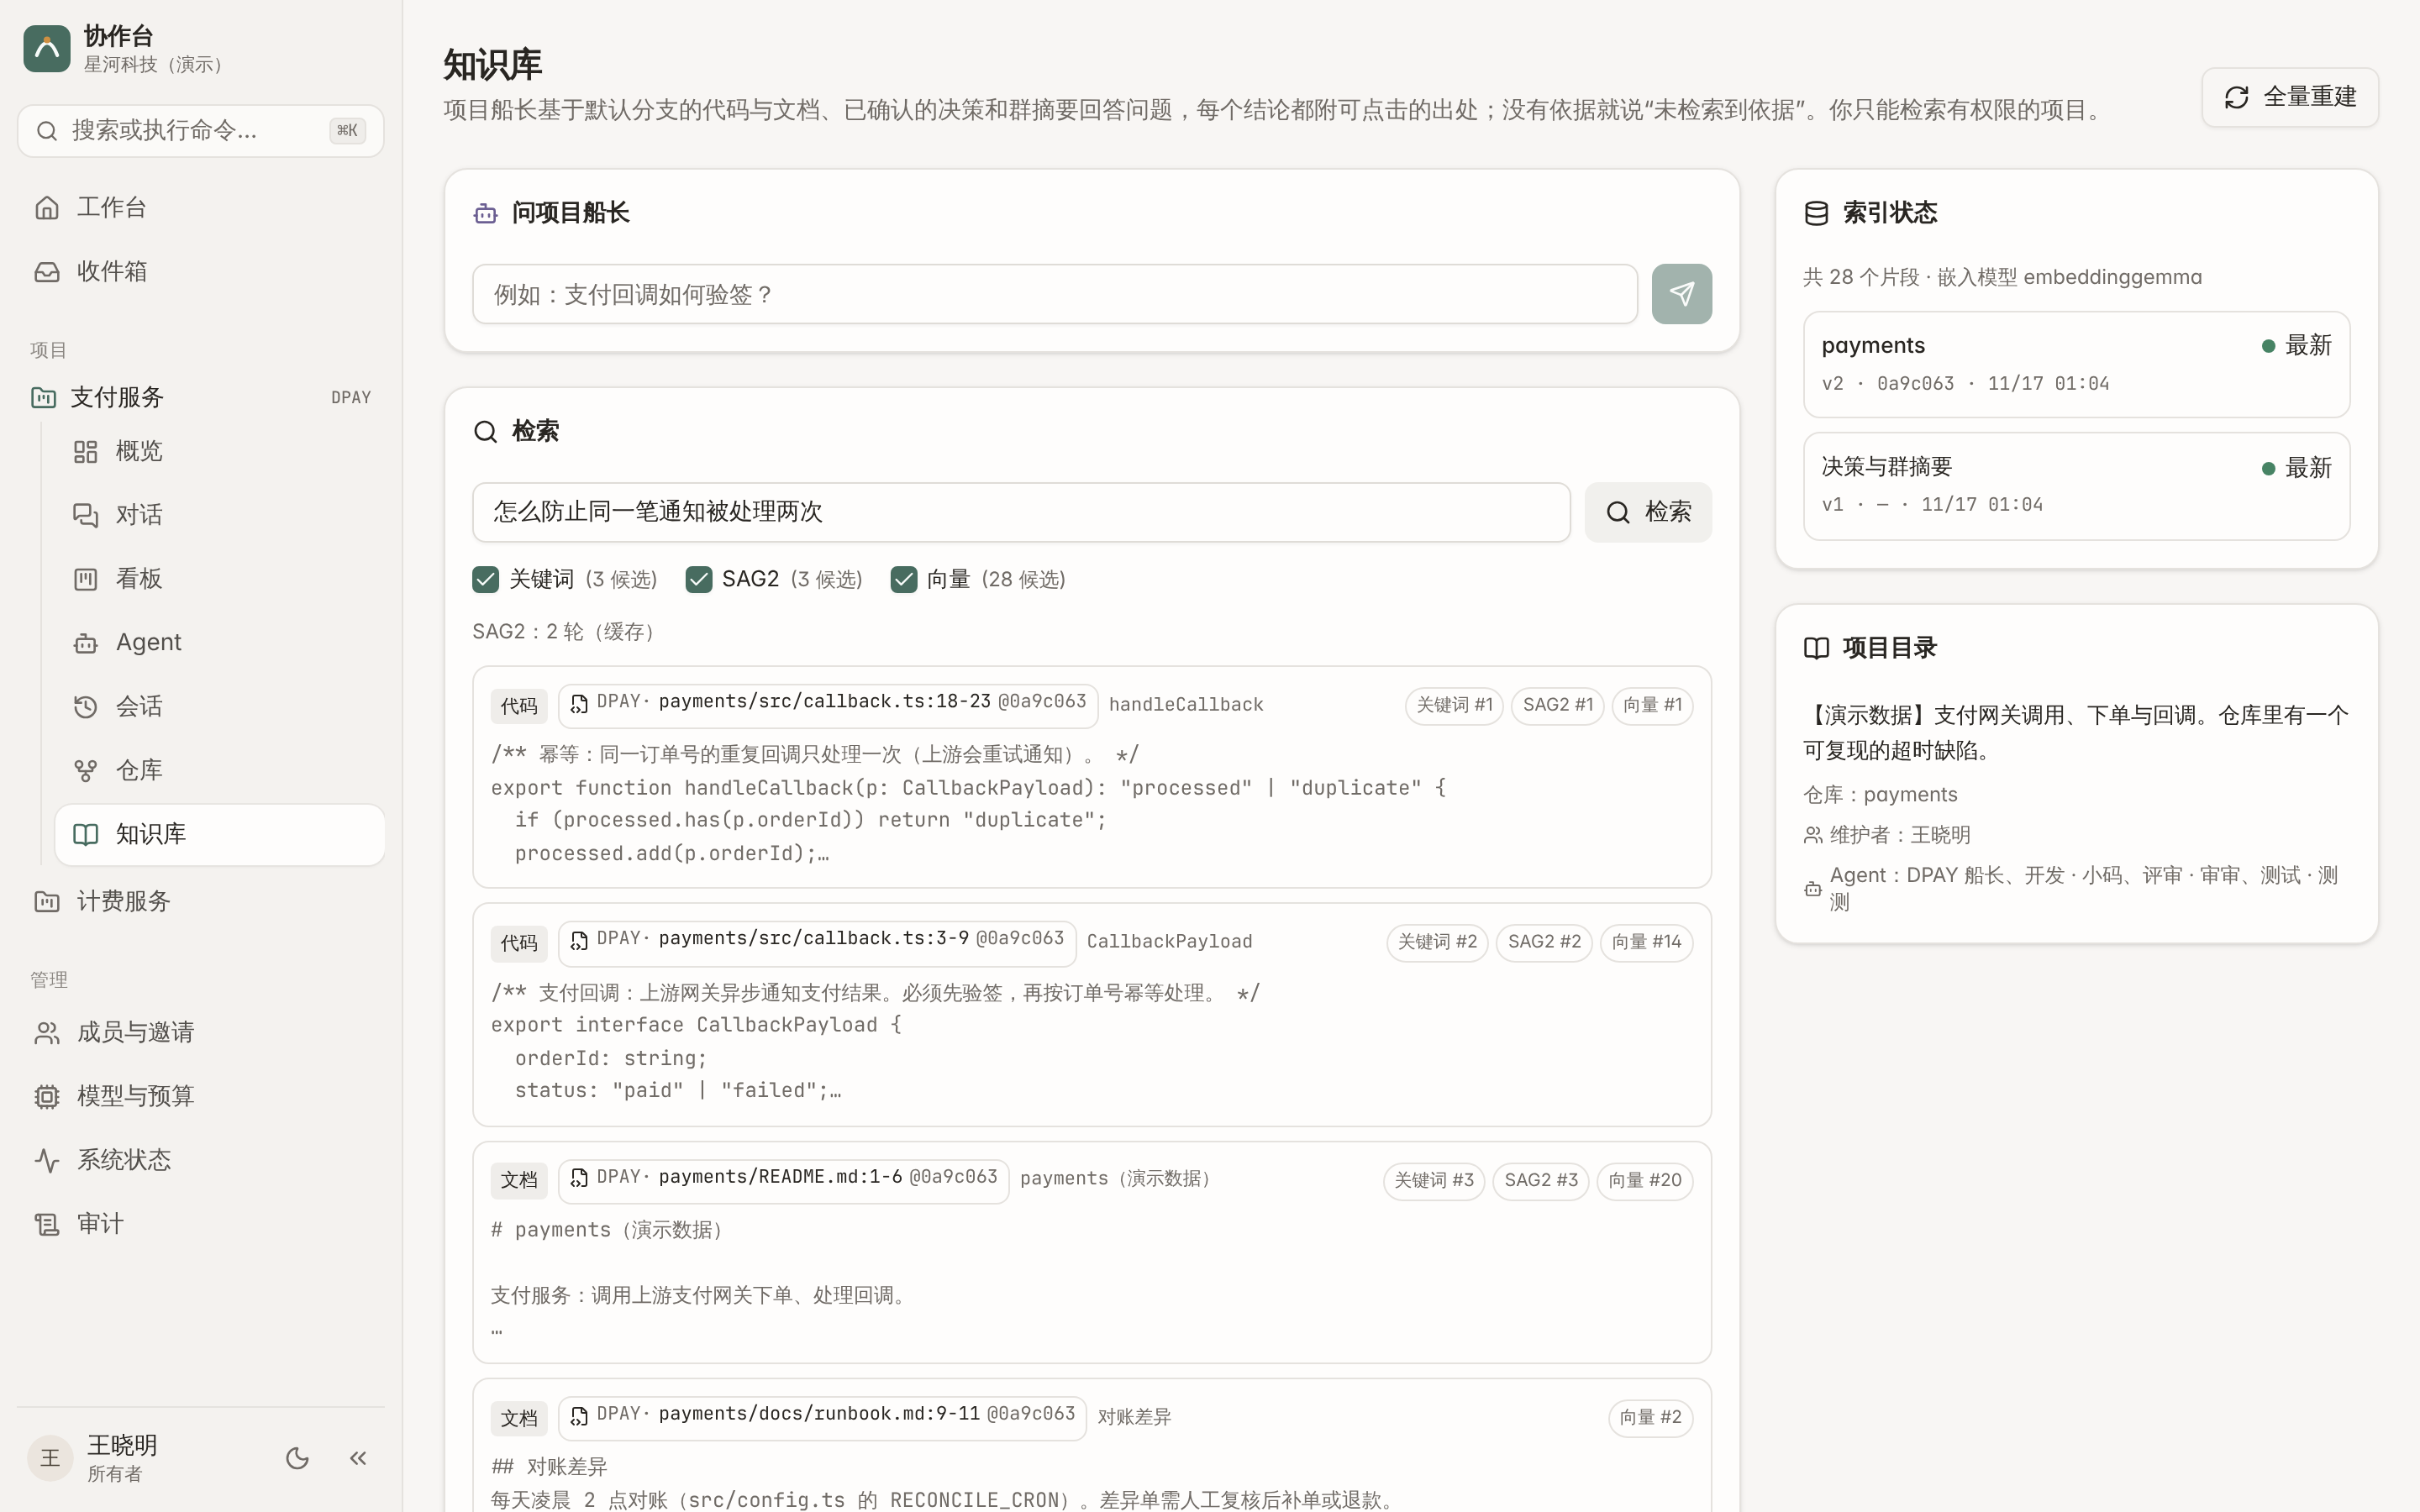 协作台
星河科技（演示）
搜索或执行命令...
⌘K
工作台
收件箱
项目
支付服务
DPAY
概览
对话
看板
Agent
会话
仓库
知识库
计费服务
管理
成员与邀请
模型与预算
系统状态
审计
王
王晓明
所有者
知识库
项目船长基于默认分支的代码与文档、已确认的决策和群摘要回答问题，每个结论都附可点击的出处；没有依据就说“未检索到依据”。你只能检索有权限的项目。
全量重建
问项目船长
例如：支付回调如何验签？
检索
怎么防止同一笔通知被处理两次
检索
关键词 (3 候选) SAG2 (3 候选) 向量 (28 候选)
SAG2：2 轮（缓存）
代码 DPAY· payments/src/callback.ts:18-23 @0a9c063 handleCallback 关键词 #1 SAG2 #1 向量 #1
/** 幂等：同一订单号的重复回调只处理一次（上游会重试通知）。 */
export function handleCallback(p: CallbackPayload): "processed" | "duplicate" {
if (processed.has(p.orderId)) return "duplicate";
processed.add(p.orderId);…
代码 DPAY· payments/src/callback.ts:3-9 @0a9c063 CallbackPayload 关键词 #2 SAG2 #2 向量 #14
/** 支付回调：上游网关异步通知支付结果。必须先验签，再按订单号幂等处理。 */
export interface CallbackPayload {
orderId: string;
status: "paid" | "failed";…
文档 DPAY· payments/README.md:1-6 @0a9c063 payments（演示数据） 关键词 #3 SAG2 #3 向量 #20
# payments（演示数据）
支付服务：调用上游支付网关下单、处理回调。
…
文档 DPAY· payments/docs/runbook.md:9-11 @0a9c063 对账差异 向量 #2
## 对账差异
每天凌晨 2 点对账（src/config.ts 的 RECONCILE_CRON）。差异单需人工复核后补单或退款。
索引状态
共 28 个片段 · 嵌入模型 embeddinggemma
payments 最新
v2 · 0a9c063 · 11/17 01:04
决策与群摘要 最新
v1 · — · 11/17 01:04
项目目录
【演示数据】支付网关调用、下单与回调。仓库里有一个
可复现的超时缺陷。
仓库：payments
维护者：王晓明
Agent：DPAY 船长、开发 · 小码、评审 · 审审、测试 · 测
测